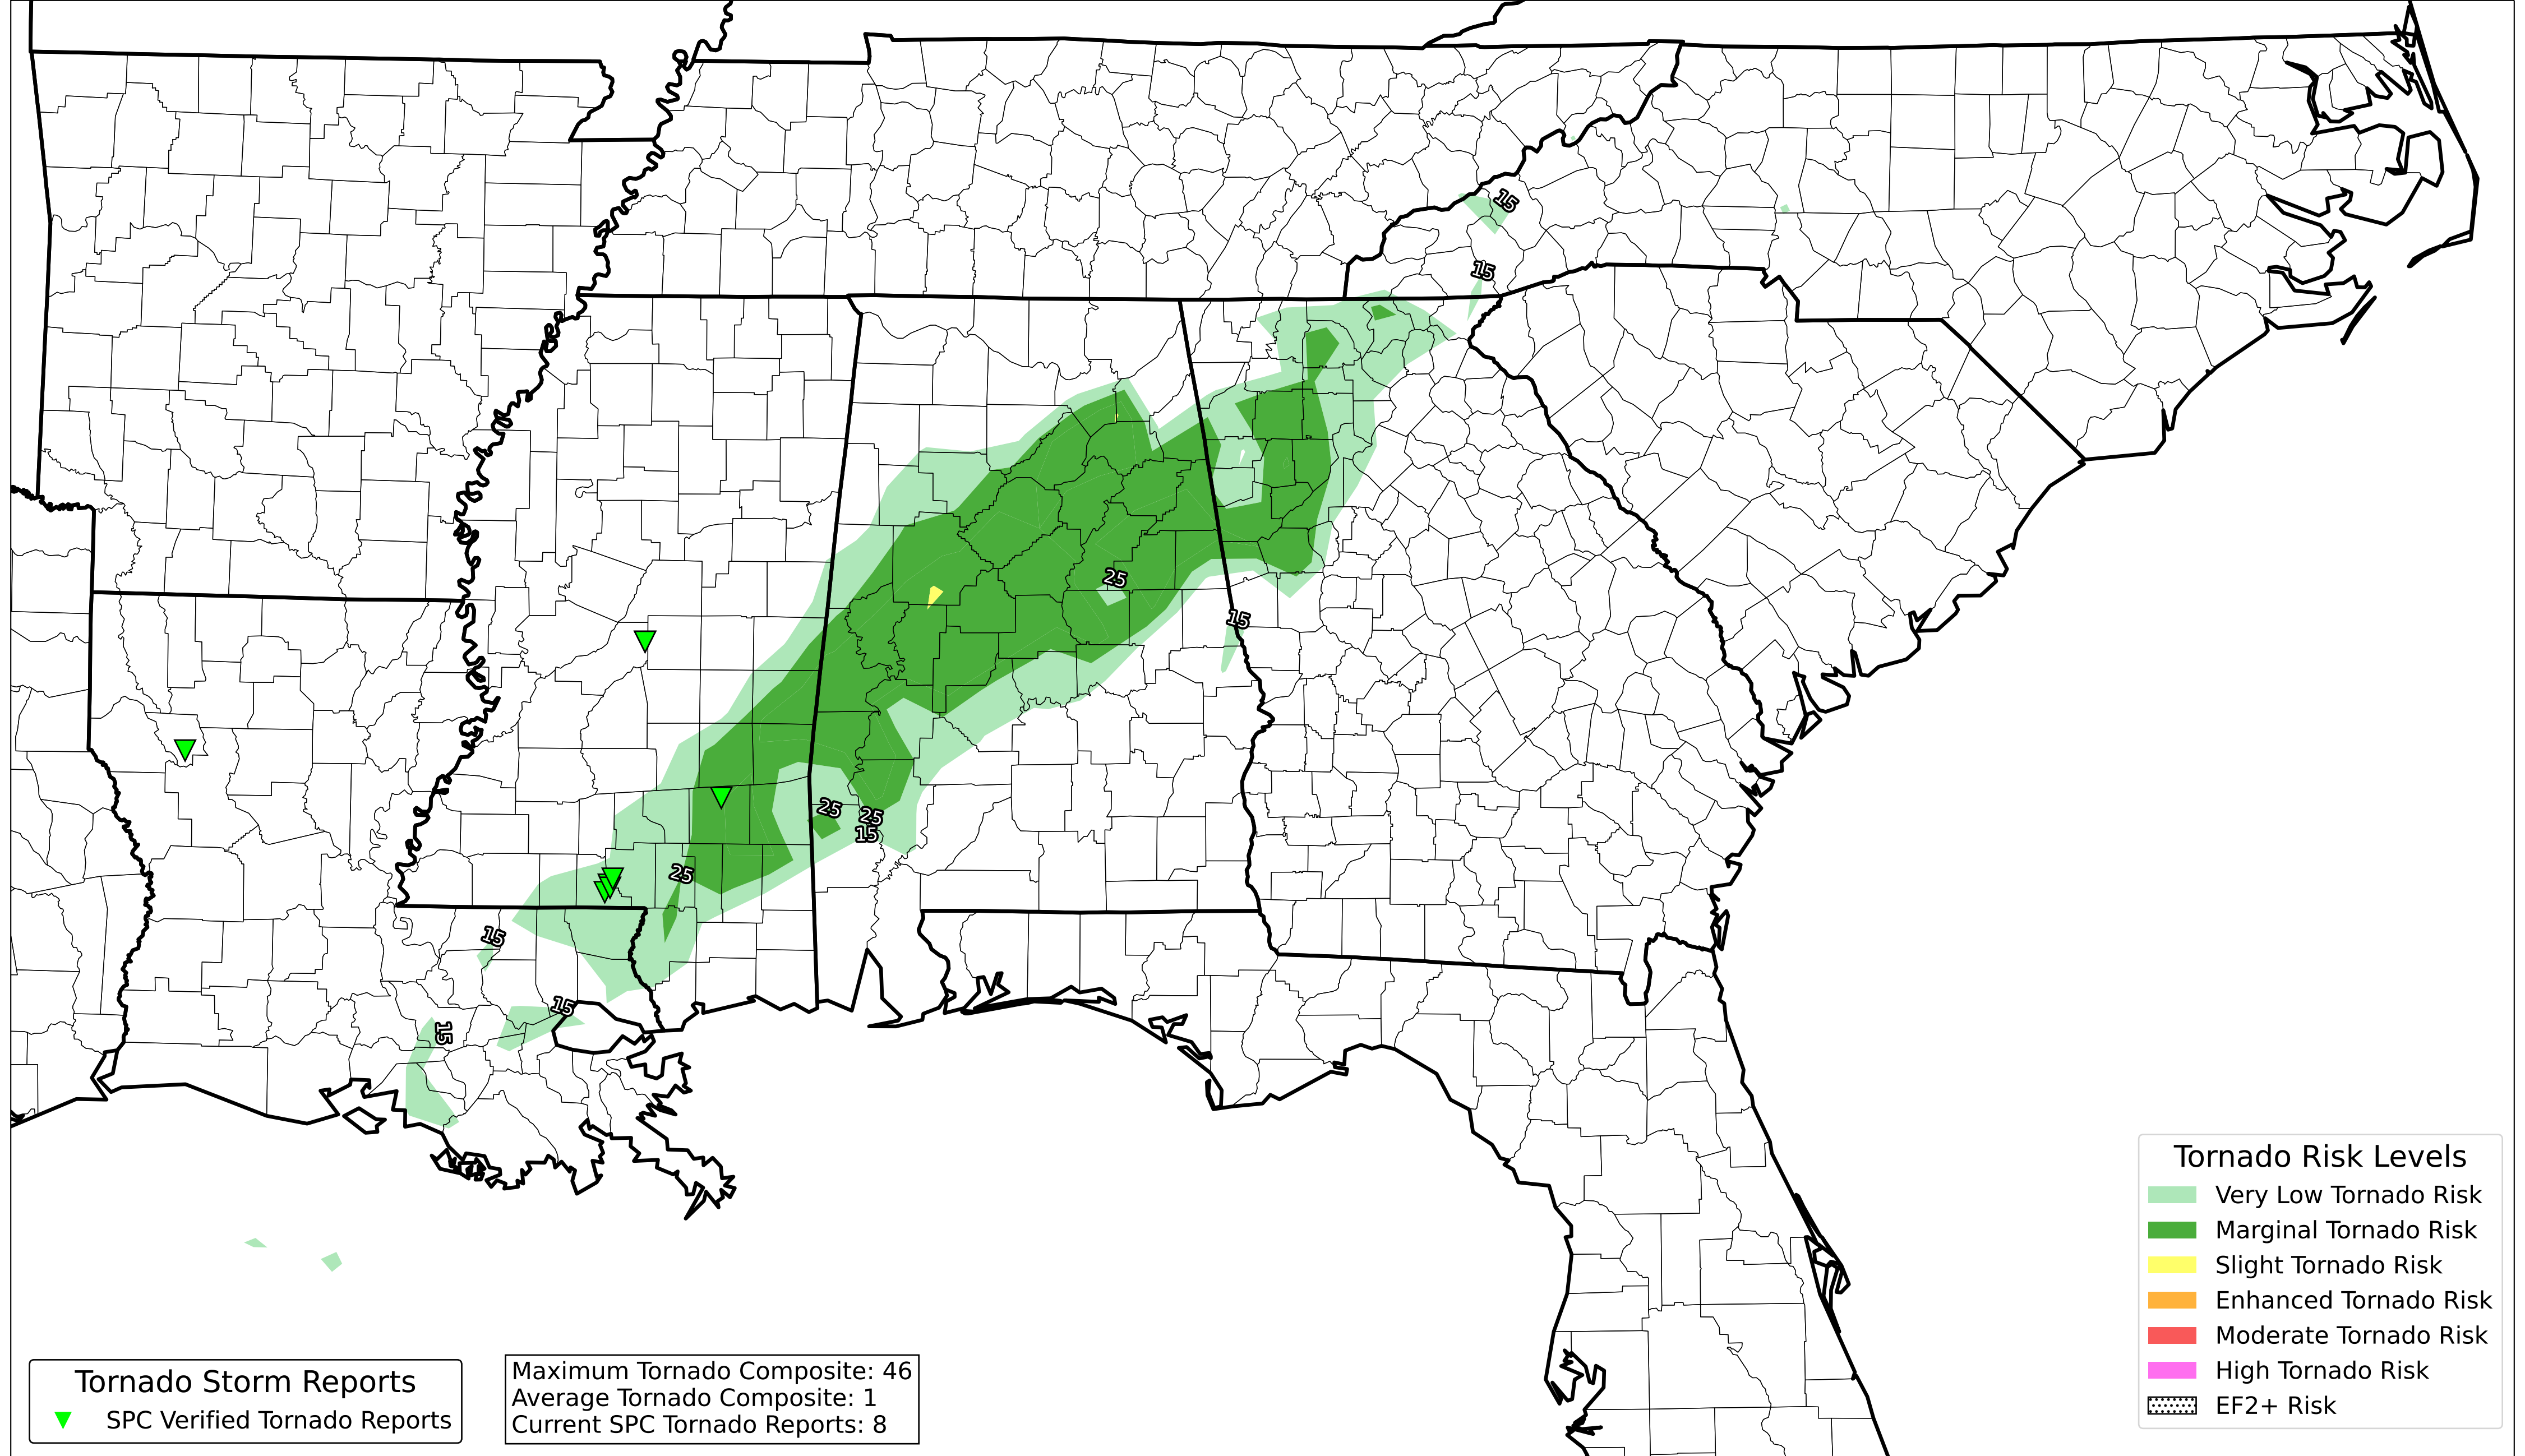 15
15
25
15
25
25
15
25
15
15
15
Tornado Risk Levels
Very Low Tornado Risk
Marginal Tornado Risk
Slight Tornado Risk
Enhanced Tornado Risk
Moderate Tornado Risk
High Tornado Risk
EF2+ Risk
Tornado Storm Reports
SPC Verified Tornado Reports
Maximum Tornado Composite: 46
Average Tornado Composite: 1
Current SPC Tornado Reports: 8